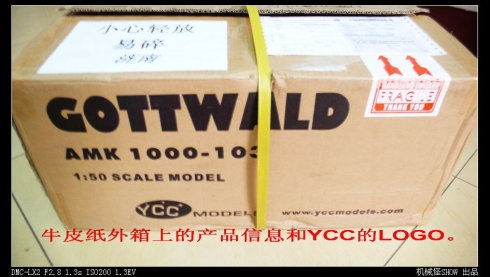 小心轻放
易碎
GOTTWALD
AMK 1000-103
1:50 SCALE MODEL
FRAGILE
THANK YOU
YCC MODELS
www.yccmodels.com
牛皮纸外箱上的产品信息和YCC的LOGO。
DMC-LX2 F2.8 1.3s ISO200 1.3EV
机械怪SHOW 出品